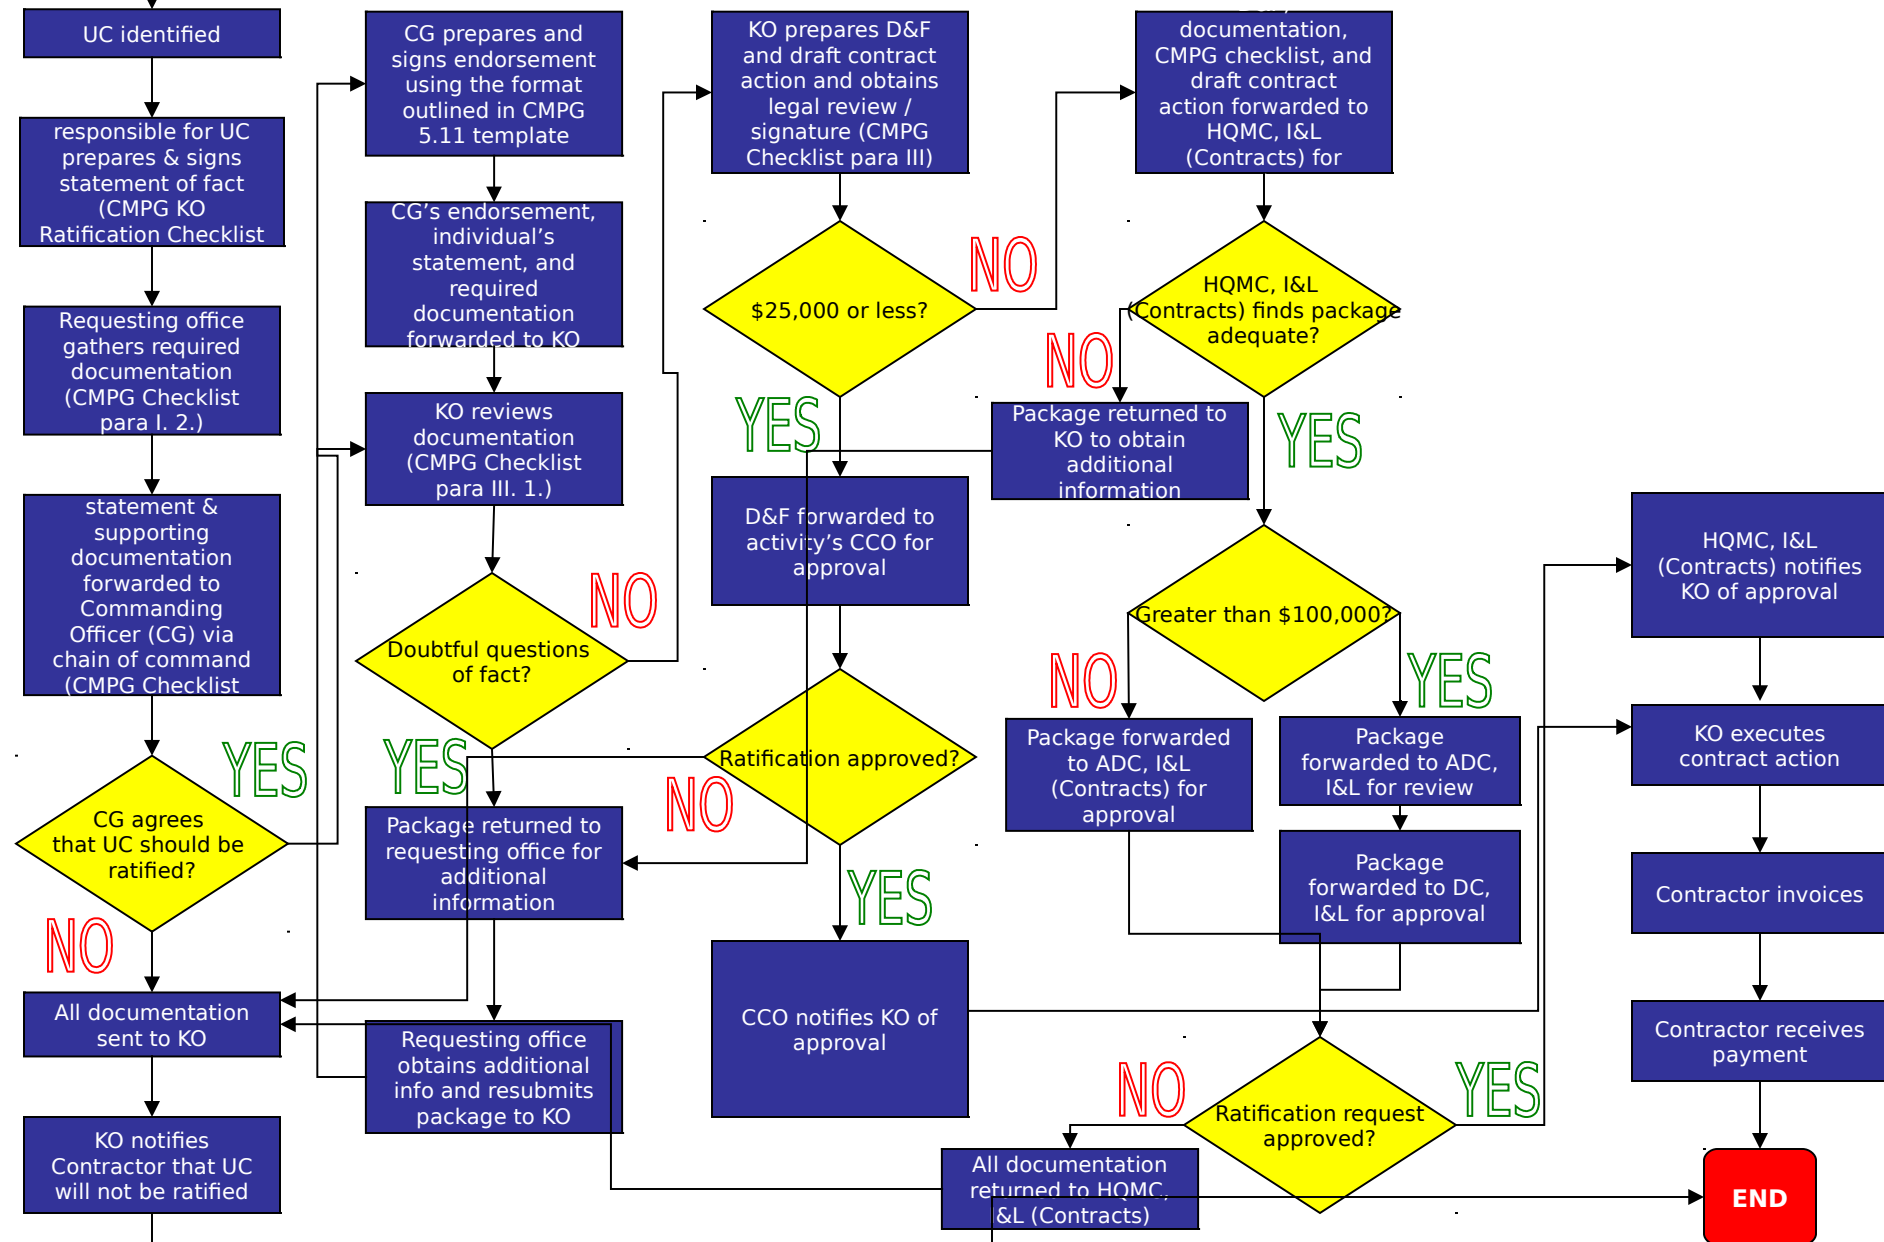 UC identified
responsible for UC
prepares & signs
statement of fact
(CMPG KO
Ratification Checklist
Requesting office
gathers required
documentation
(CMPG Checklist
para I. 2.)
statement &
supporting
documentation
forwarded to
Commanding
Officer (CG) via
chain of command
(CMPG Checklist
YES
CG agrees
that UC should be
ratified?
NO
All documentation
sent to KO
KO notifies
Contractor that UC
will not be ratified
CG prepares and
signs endorsement
using the format
outlined in CMPG
5.11 template
CG’s endorsement,
individual’s
statement, and
required
documentation
forwarded to KO
KO reviews
documentation
(CMPG Checklist
para III. 1.)
NO
Doubtful questions
of fact?
YES
Package returned to
requesting office for
additional
information
Requesting office
obtains additional
info and resubmits
package to KO
KO prepares D&F
and draft contract
action and obtains
legal review /
signature (CMPG
Checklist para III)
NO
$25,000 or less?
YES
D&F forwarded to
activity’s CCO for
approval
Ratification approved?
NO
YES
CCO notifies KO of
approval
documentation,
CMPG checklist, and
draft contract
action forwarded to
HQMC, I&L
(Contracts) for
HQMC, I&L
(Contracts) finds package
adequate?
NO
Package returned to
KO to obtain
additional
information
YES
Greater than $100,000?
NO
YES
Package forwarded
to ADC, I&L
(Contracts) for
approval
Package
forwarded to ADC,
I&L for review
Package
forwarded to DC,
I&L for approval
NO
YES
Ratification request
approved?
All documentation
returned to HQMC,
I&L (Contracts)
HQMC, I&L
(Contracts) notifies
KO of approval
KO executes
contract action
Contractor invoices
Contractor receives
payment
END